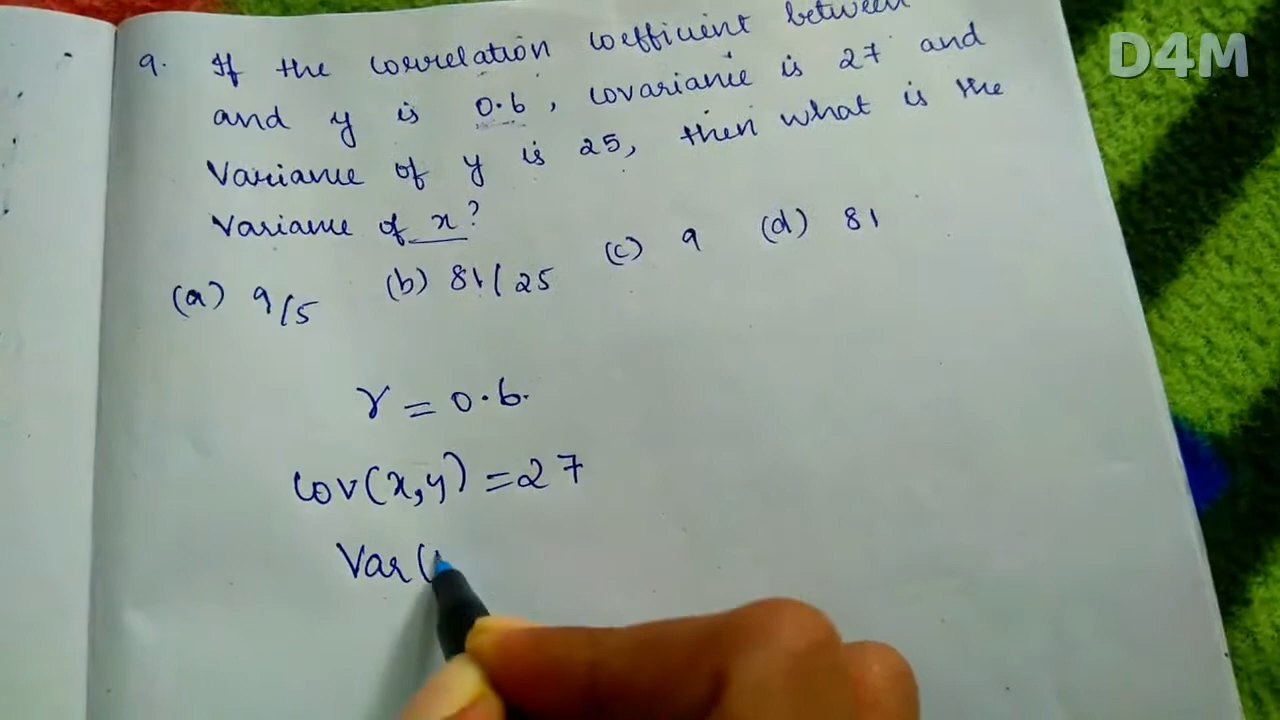 D4M
9. If the correlation coefficient between
and y is 0.6, covariance is 27 and
Variance of y is 25, then what is the
Variance of x?
(a) 9/5 (b) 81/25 (c) 9 (d) 81
r = 0.6.
Cov(x,y) = 27
Var (